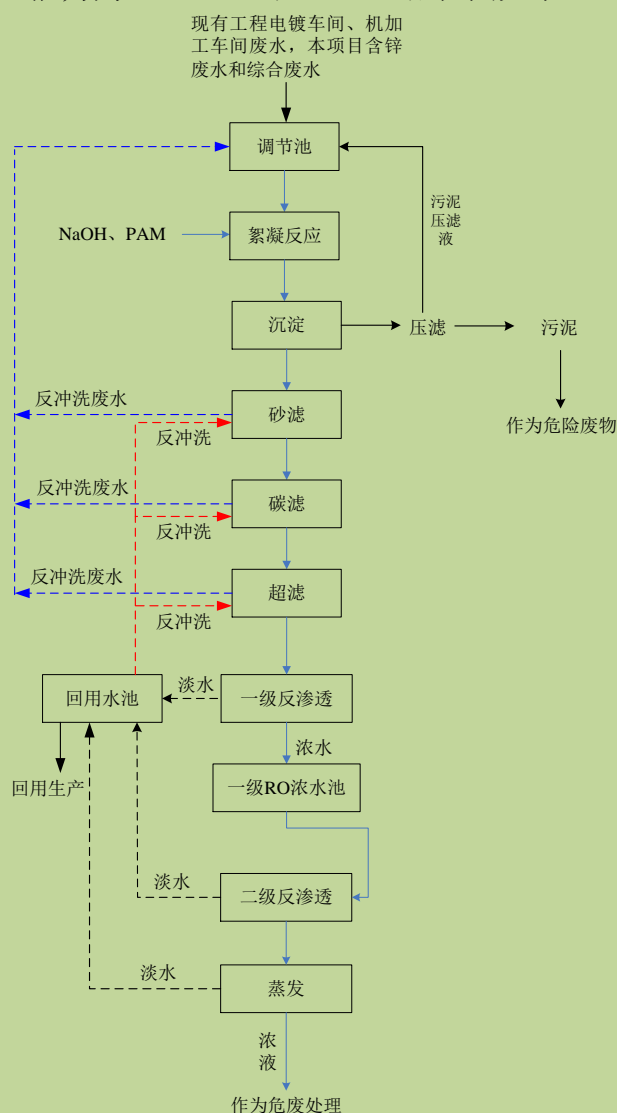 现有工程电镀车间、机加
工车间废水，本项目含锌
废水和综合废水
调节池
污泥
压滤
液
NaOH、PAM
絮凝反应
沉淀
压滤
污泥
反冲洗废水
砂滤
反冲洗
作为危险废物
反冲洗废水
碳滤
反冲洗
反冲洗废水
超滤
反冲洗
回用水池
淡水
一级反渗透
浓水
回用生产
一级RO浓水池
淡水
二级反渗透
淡水
蒸发
浓
液
作为危废处理